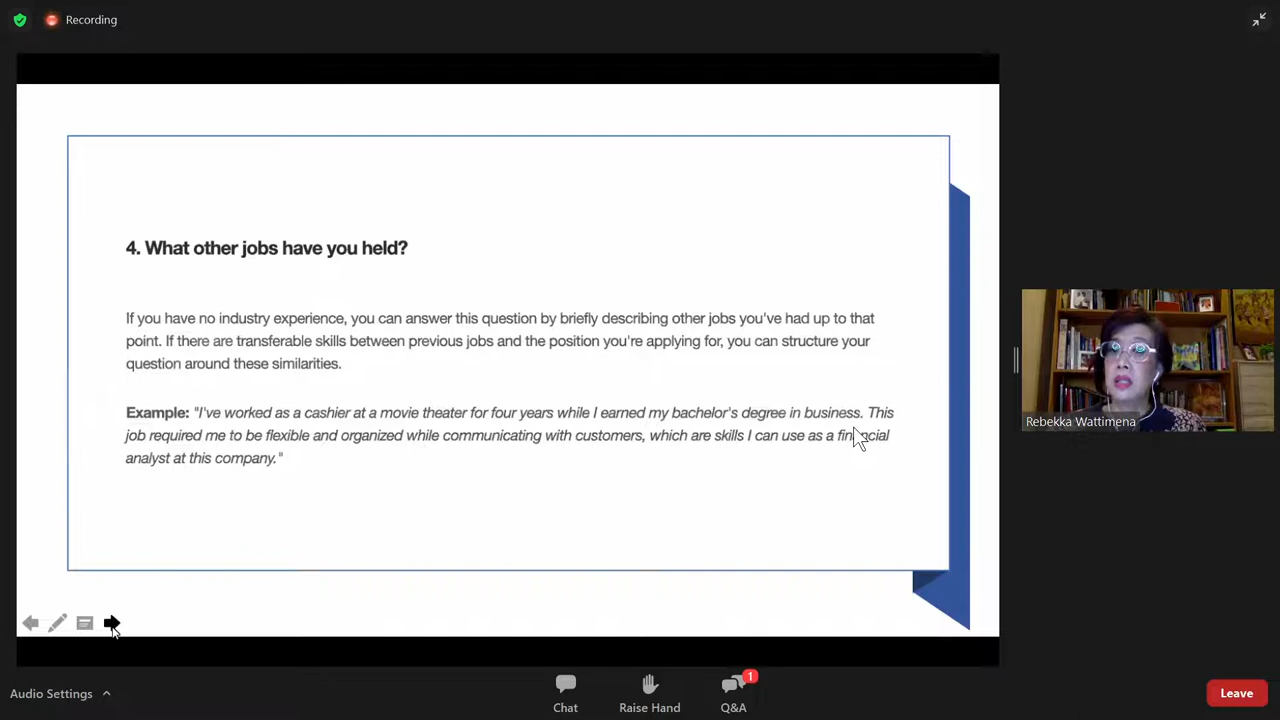 Recording
4. What other jobs have you held?
If you have no industry experience, you can answer this question by briefly describing other jobs you've had up to that
point. If there are transferable skills between previous jobs and the position you're applying for, you can structure your
question around these similarities.
Example: "I've worked as a cashier at a movie theater for four years while I earned my bachelor's degree in business. This
job required me to be flexible and organized while communicating with customers, which are skills I can use as a financial
analyst at this company."
Rebekka Wattimena
Audio Settings
Chat
Raise Hand
1
Q&A
Leave